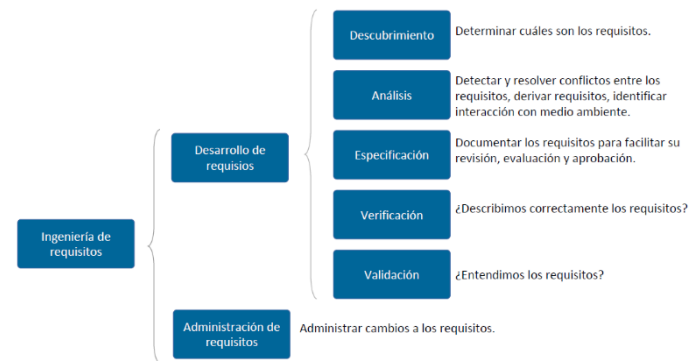 Ingeniería de
requisitos
Desarrollo de
requisios
Descubrimiento
Determinar cuáles son los requisitos.
Análisis
Detectar y resolver conflictos entre los
requisitos, derivar requisitos, identificar
interacción con medio ambiente.
Especificación
Documentar los requisitos para facilitar su
revisión, evaluación y aprobación.
Verificación
¿Describimos correctamente los requisitos?
Validación
¿Entendimos los requisitos?
Administración de
requisitos
Administrar cambios a los requisitos.